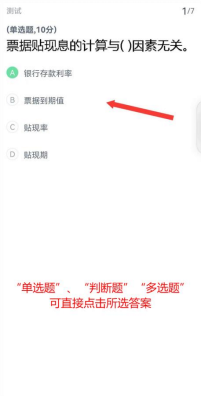 测试
1/7
(单选题,10分)
票据贴现息的计算与( )因素无关。
A 银行存款利率
B 票据到期值
C 贴现率
D 贴现期
“单选题”、“判断题”“多选题”
可直接点击所选答案